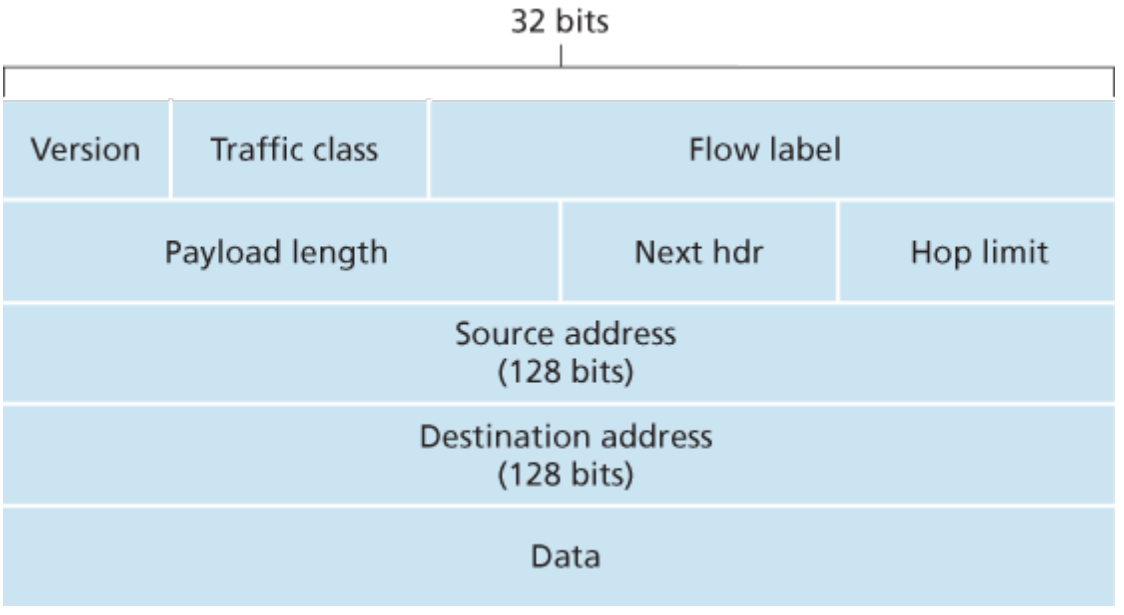 32 bits
Version Traffic class Flow label
Payload length Next hdr Hop limit
Source address
(128 bits)
Destination address
(128 bits)
Data